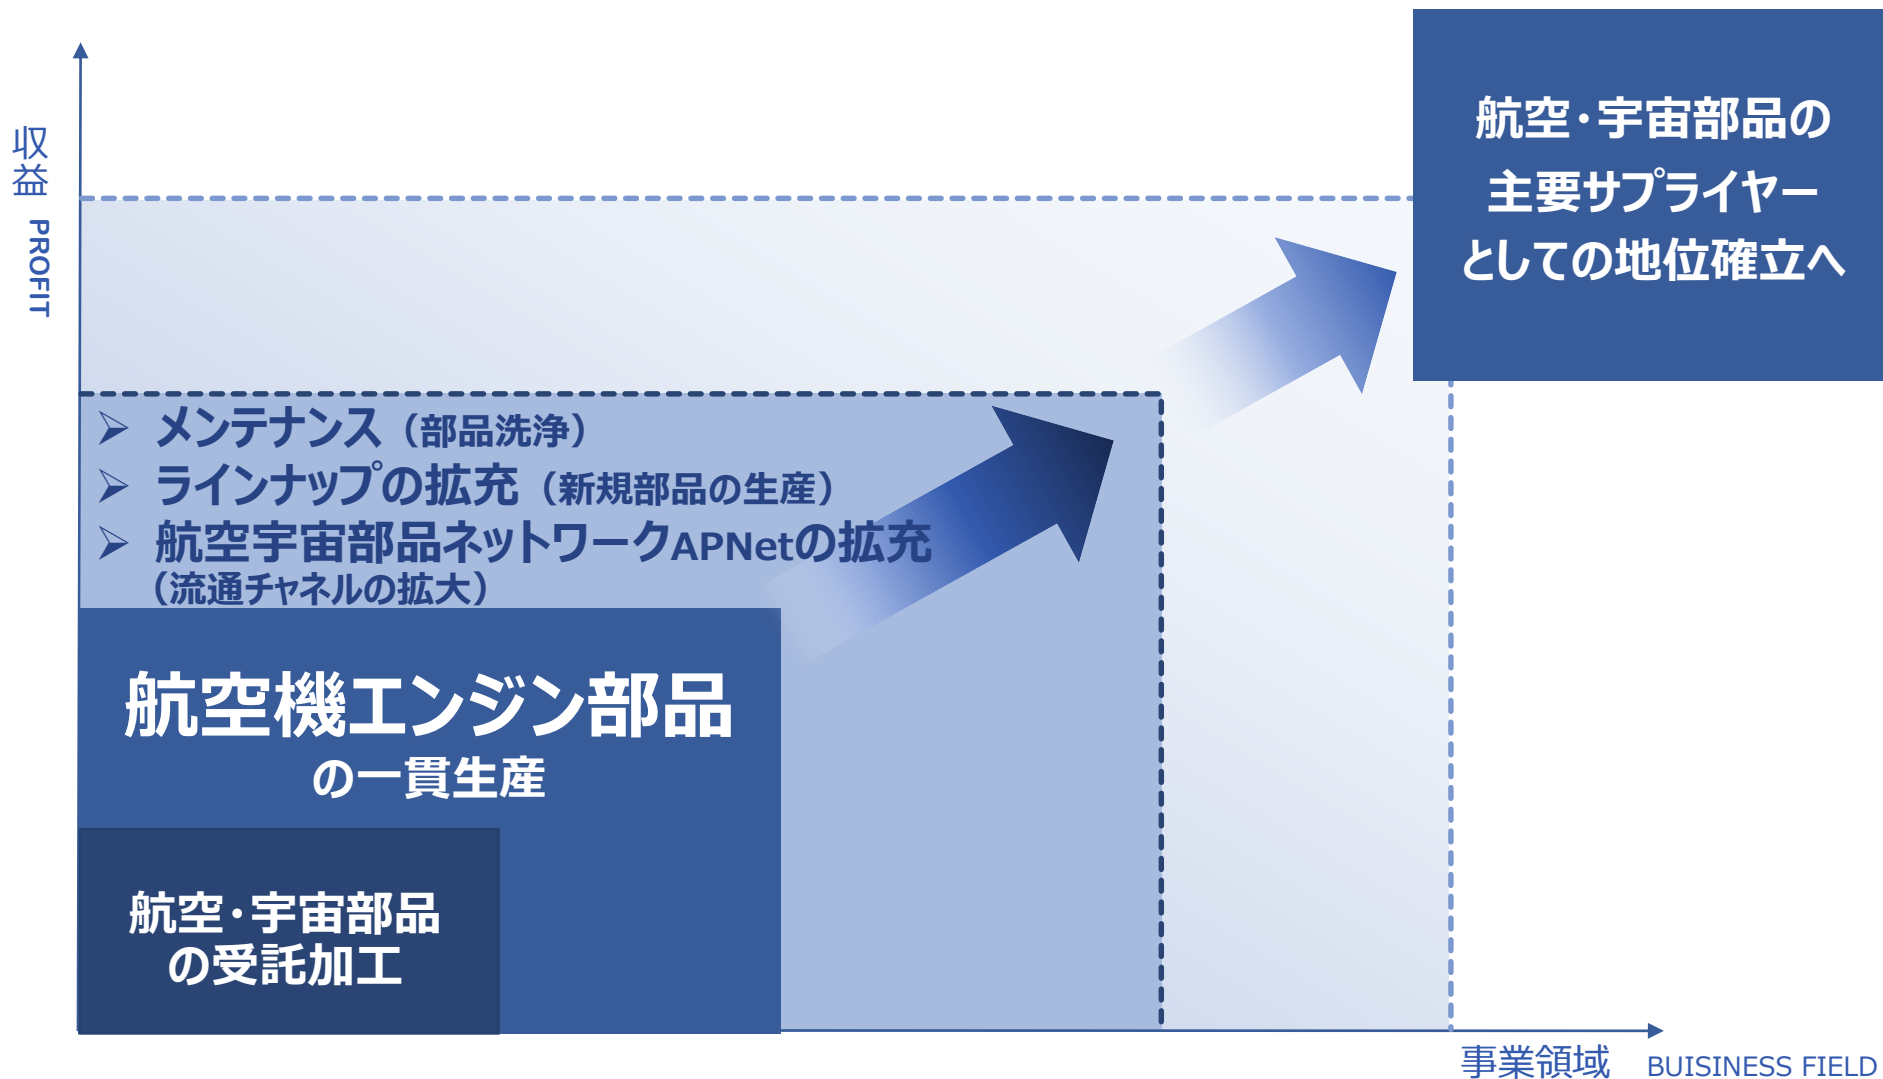 収益 PROFIT
航空・宇宙部品の
主要サプライヤー
としての地位確立へ
➢ メンテナンス（部品洗浄）
➢ ラインナップの拡充（新規部品の生産）
➢ 航空宇宙部品ネットワークAPNetの拡充
（流通チャネルの拡大）
航空機エンジン部品
の一貫生産
航空・宇宙部品
の受託加工
事業領域 BUISINESS FIELD